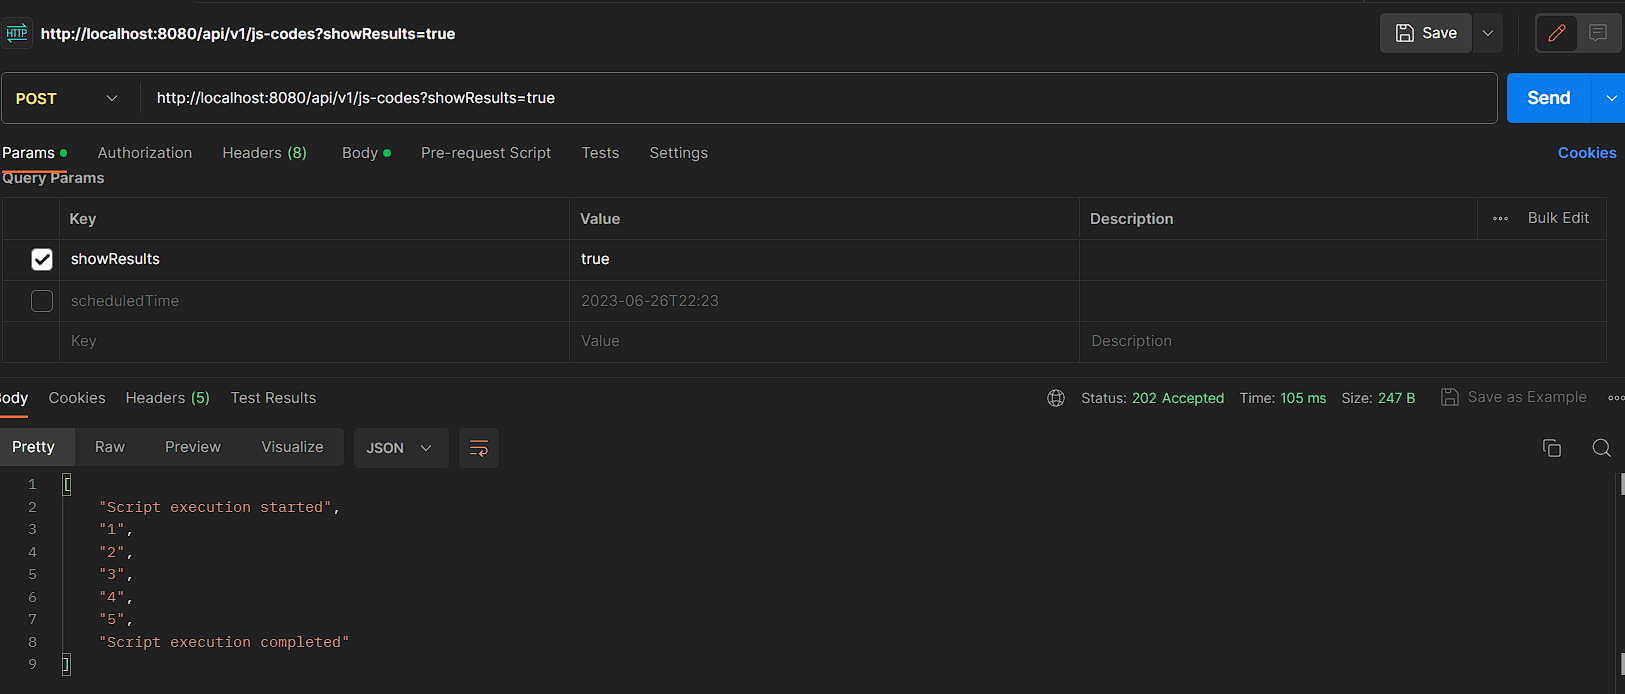 HTTP http://localhost:8080/api/v1/js-codes?showResults=true Save
POST http://localhost:8080/api/v1/js-codes?showResults=true Send
Params Authorization Headers (8) Body Pre-request Script Tests Settings Cookies
Query Params
Key Value Description Bulk Edit
showResults true
scheduledTime 2023-06-26T22:23
Key Value Description
ody Cookies Headers (5) Test Results Status: 202 Accepted Time: 105 ms Size: 247 B Save as Example
Pretty Raw Preview Visualize JSON
1 [
2 "Script execution started",
3 "1",
4 "2",
5 "3",
6 "4",
7 "5",
8 "Script execution completed"
9 ]